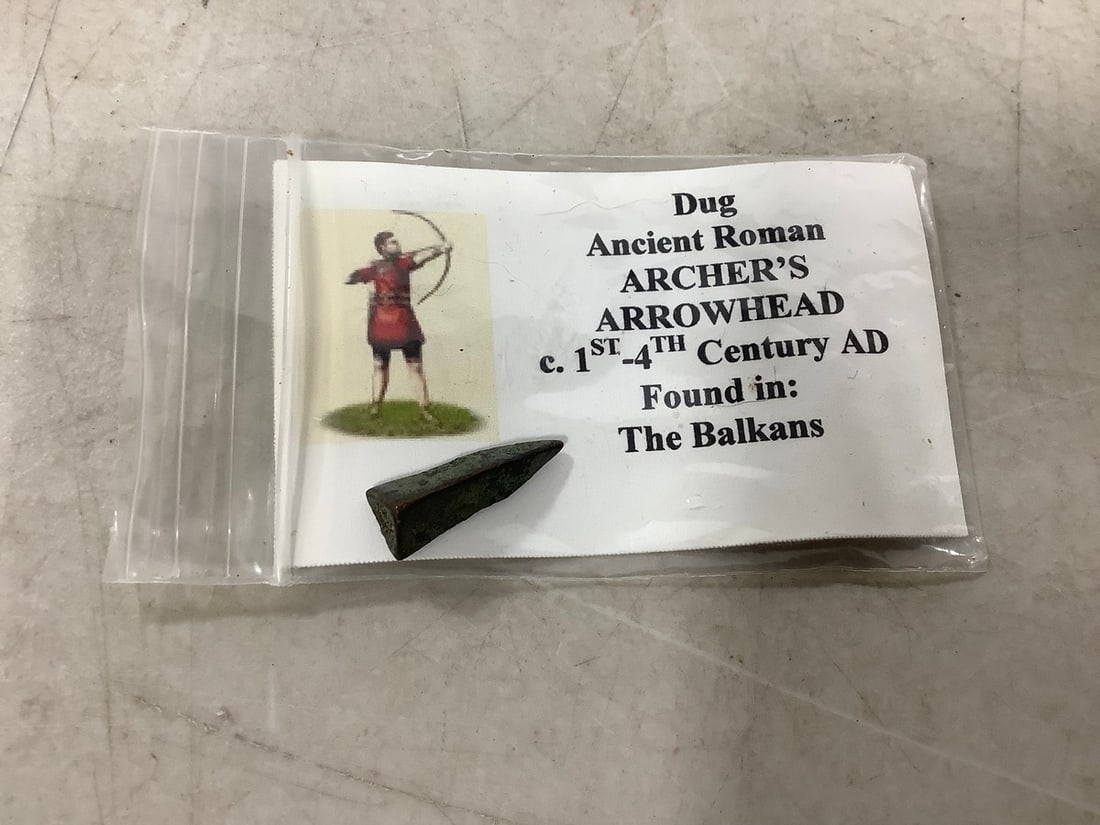 Dug
Ancient Roman
ARCHER'S
ARROWHEAD
c. 1ST-4TH Century AD
Found in:
The Balkans